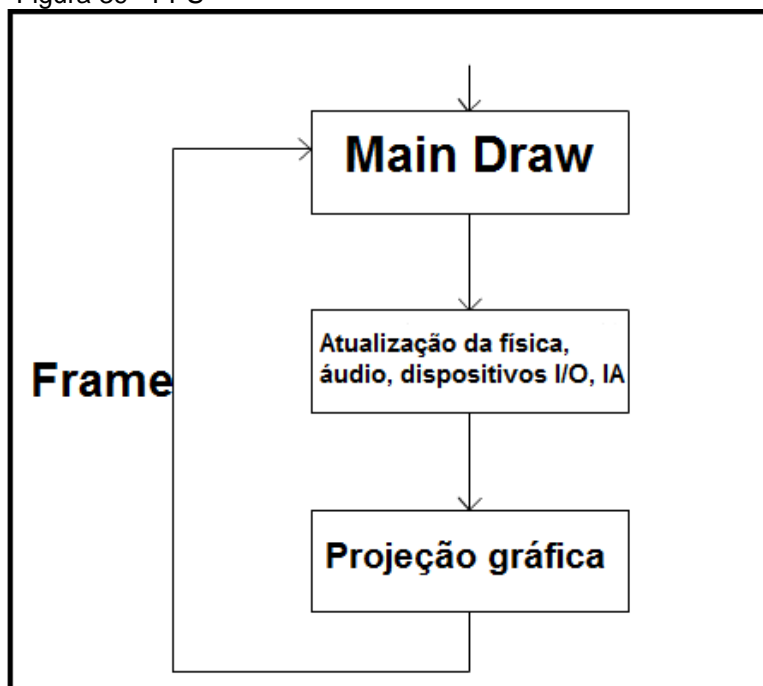 Main Draw
Atualização da física,
áudio, dispositivos I/O, IA
Frame
Projeção gráfica